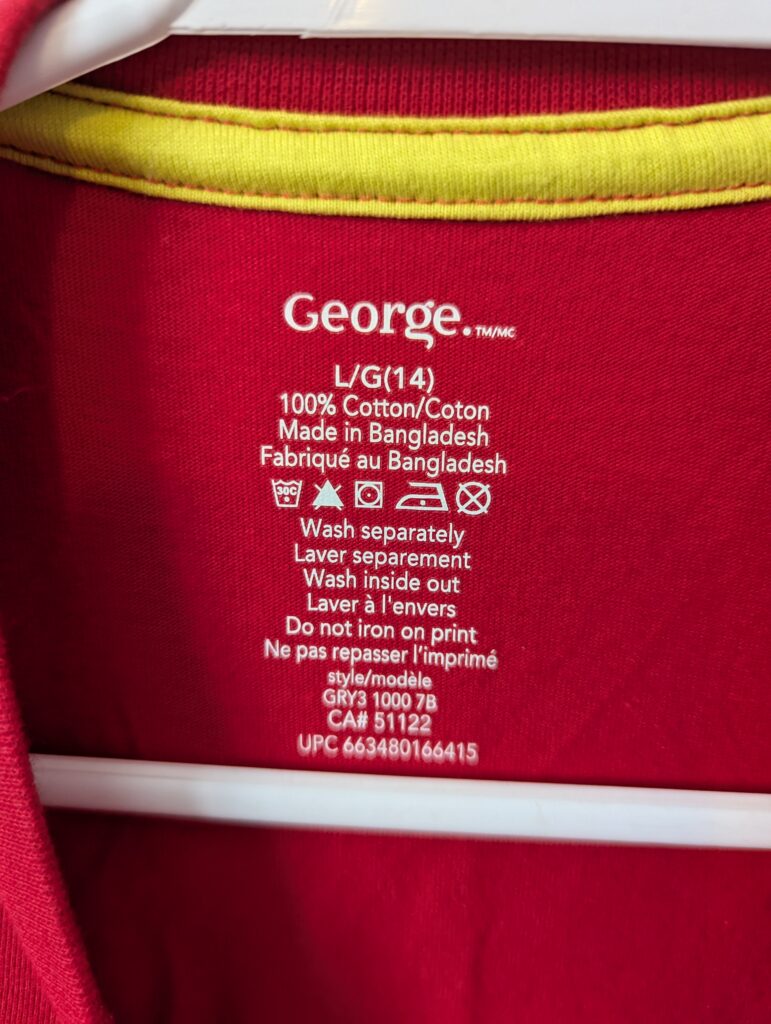 George.™/MC
L/G(14)
100% Cotton/Coton
Made in Bangladesh
Fabriqué au Bangladesh
30C
Wash separately
Laver separement
Wash inside out
Laver à l'envers
Do not iron on print
Ne pas repasser l'imprimé
style/modèle
GRY3 1000 7B
CA# 51122
UPC 663480166415